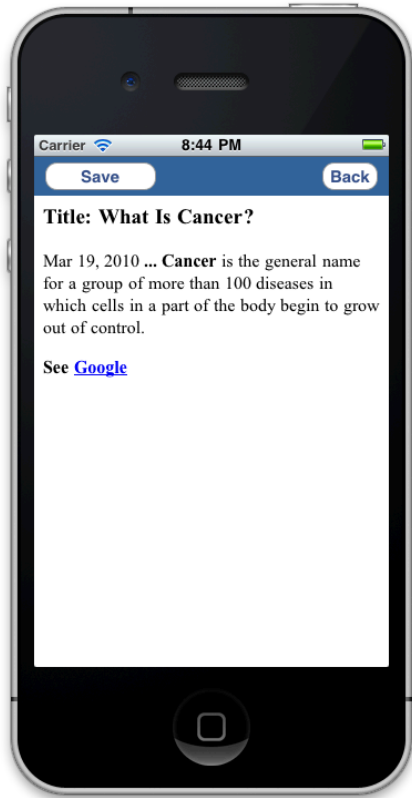 Carrier 8:44 PM
Save Back
Title: What Is Cancer?
Mar 19, 2010 ... Cancer is the general name
for a group of more than 100 diseases in
which cells in a part of the body begin to grow
out of control.
See Google